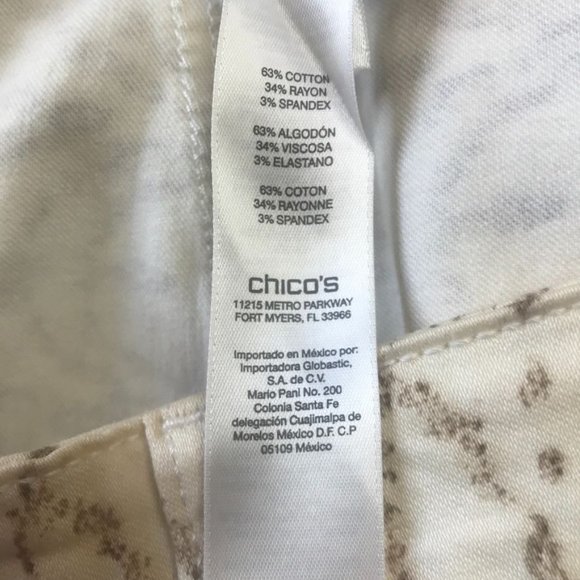 63% COTTON
34% RAYON
3% SPANDEX
63% ALGODÓN
34% VISCOSA
3% ELASTANO
63% COTON
34% RAYONNE
3% SPANDEX
chico's
11215 METRO PARKWAY
FORT MYERS, FL 33966
Importado en México por:
Importadora Globastic,
S.A. de C.V.
Mario Pani No. 200
Colonia Santa Fe
delegación Cuajimalpa de
Morelos México D.F. C.P
05109 México